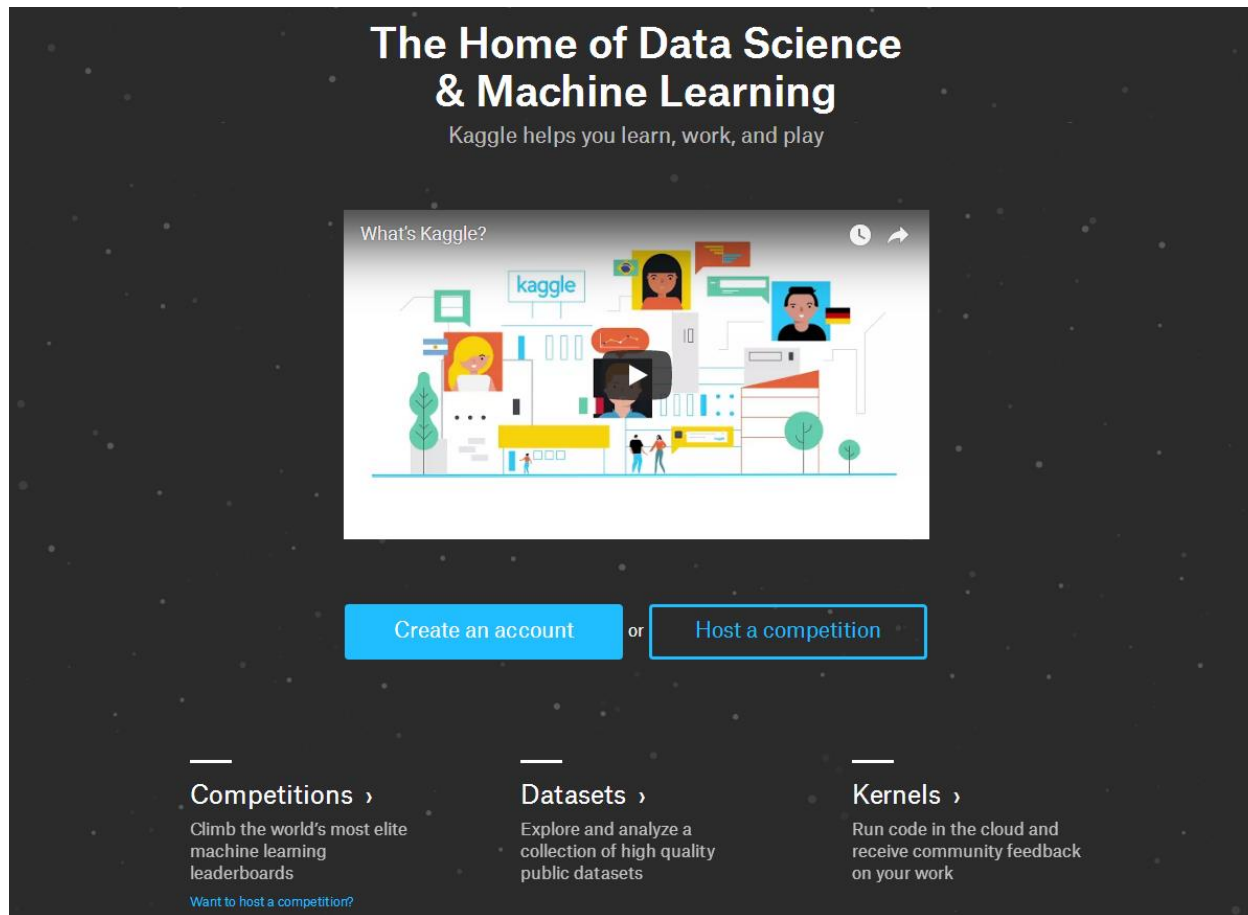 The Home of Data Science
& Machine Learning
Kaggle helps you learn, work, and play
What's Kaggle?
kaggle
Create an account
or
Host a competition
Competitions ›
Climb the world's most elite
machine learning
leaderboards
Want to host a competition?
Datasets ›
Explore and analyze a
collection of high quality
public datasets
Kernels ›
Run code in the cloud and
receive community feedback
on your work